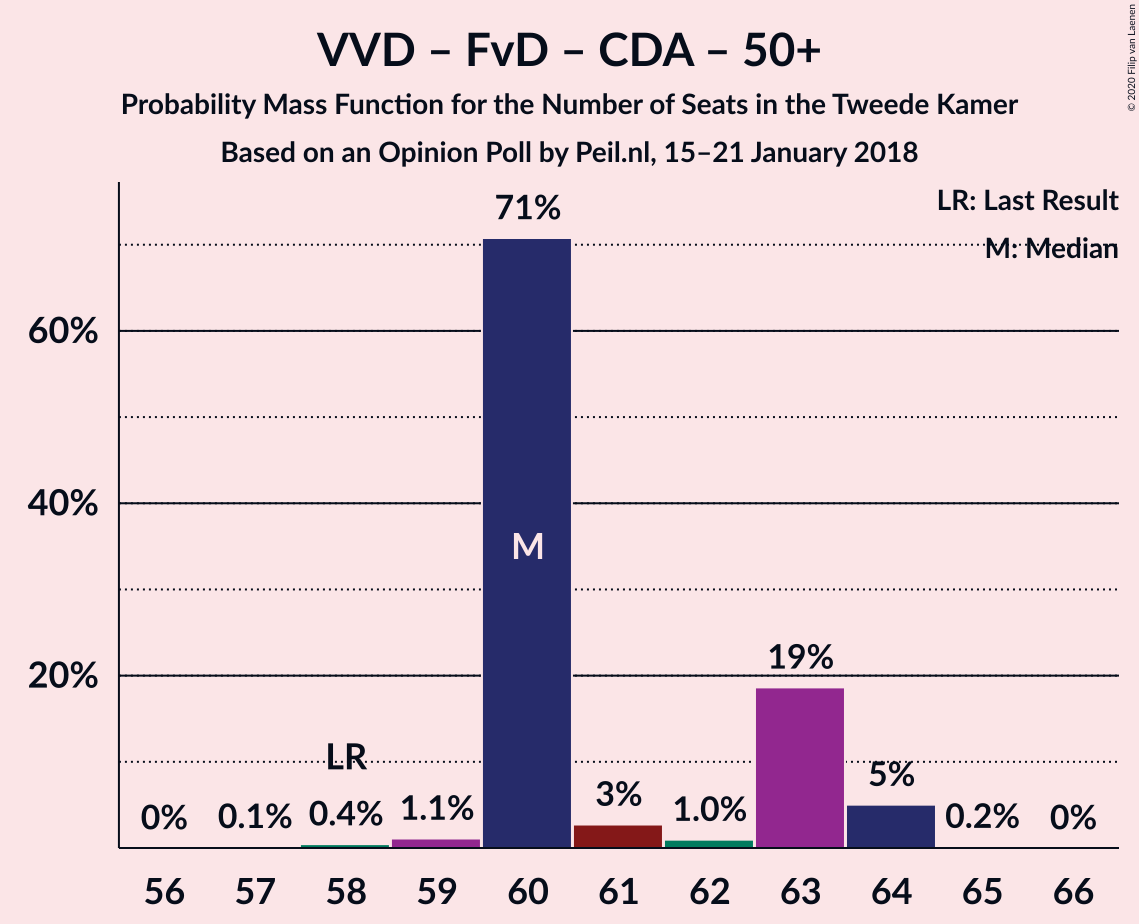 VVD – FvD – CDA – 50+
Probability Mass Function for the Number of Seats in the Tweede Kamer
Based on an Opinion Poll by Peil.nl, 15–21 January 2018
© 2020 Filip van Laenen
LR: Last Result
M: Median
71%
60%
40%
M
20%
19%
LR
5%
0%
0.1%
0.4%
1.1%
3%
1.0%
0.2%
0%
56 57 58 59 60 61 62 63 64 65 66